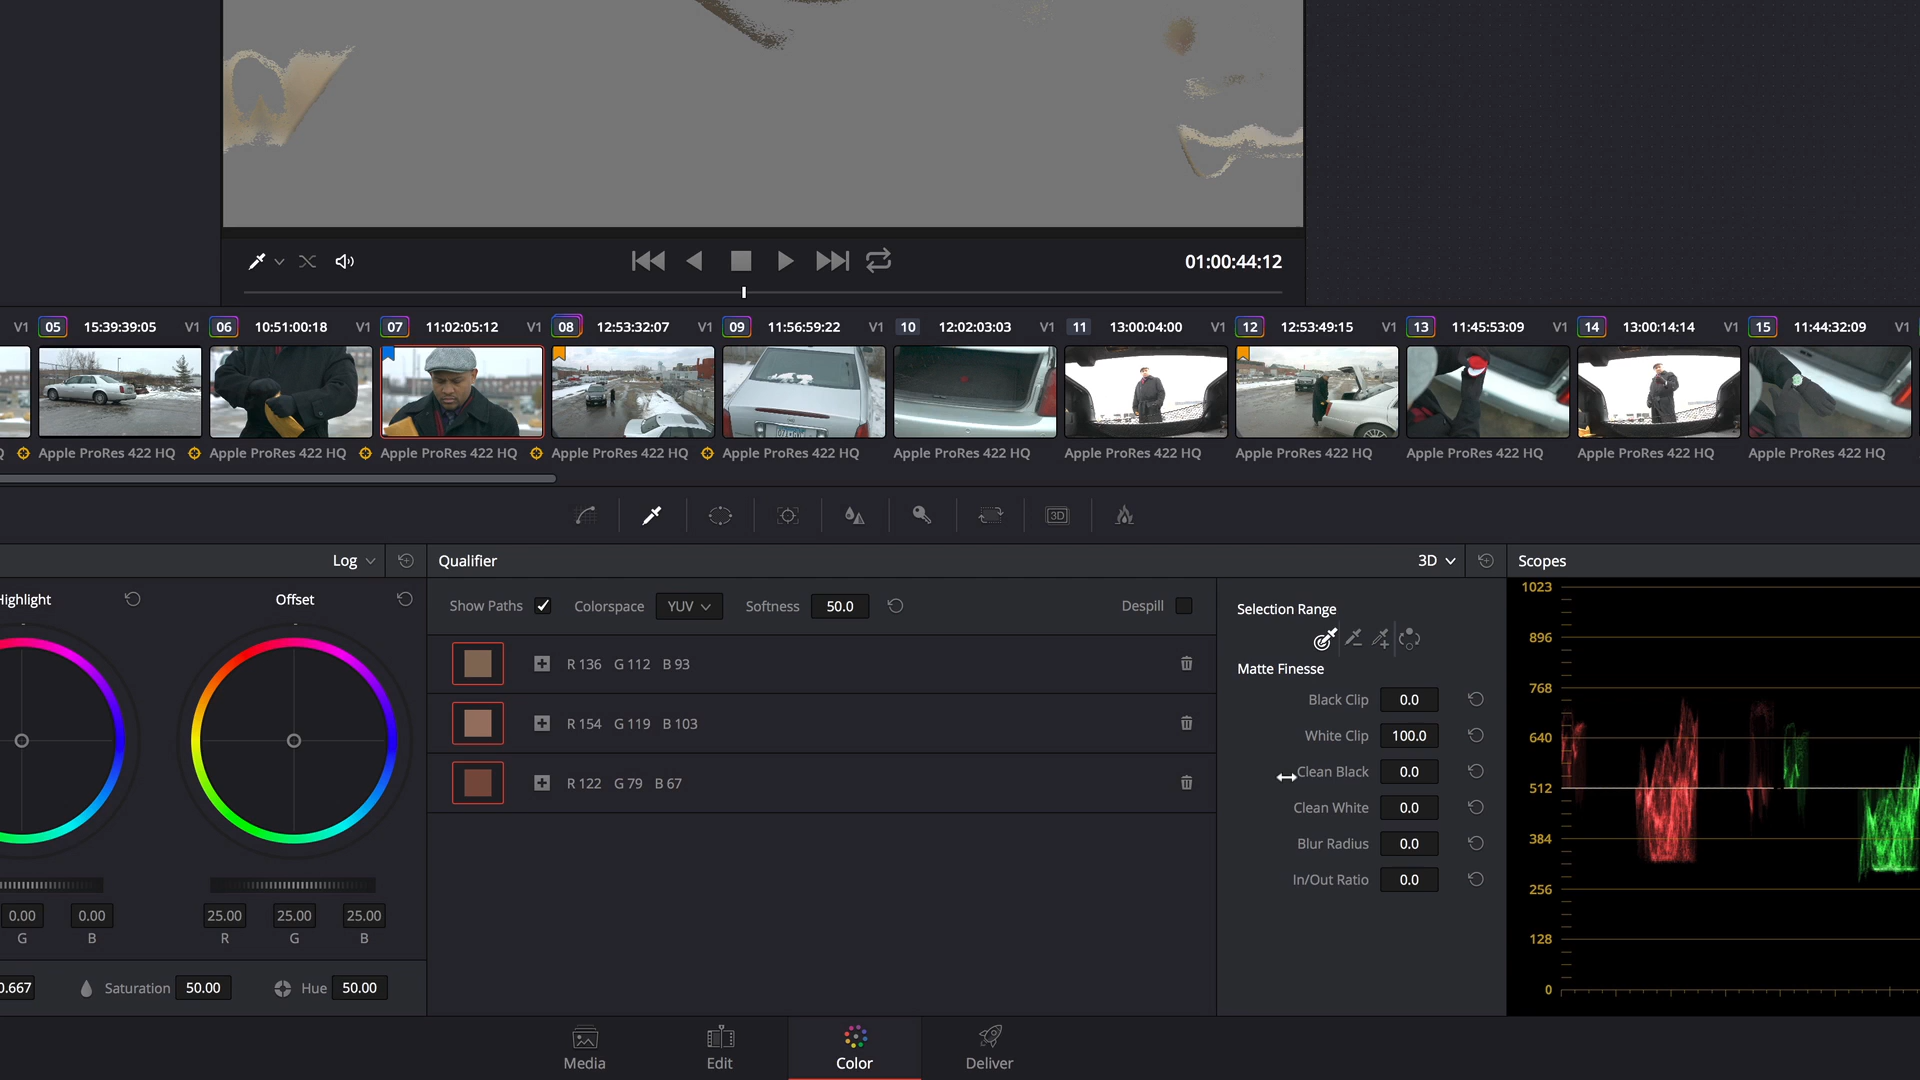 01:00:44:12
V1 05 15:39:39:05 V1 06 10:51:00:18 V1 07 11:02:05:12 V1 08 12:53:32:07 V1 09 11:56:59:22 V1 10 12:02:03:03 V1 11 13:00:04:00 V1 12 12:53:49:15 V1 13 11:45:53:09 V1 14 13:00:14:14 V1 15 11:44:32:09 V1
Q Apple ProRes 422 HQ Apple ProRes 422 HQ Apple ProRes 422 HQ Apple ProRes 422 HQ Apple ProRes 422 HQ Apple ProRes 422 HQ Apple ProRes 422 HQ Apple ProRes 422 HQ Apple ProRes 422 HQ Apple ProRes 422 HQ Apple ProRes 422 HQ
3D
Log
Highlight
Offset
0.00 0.00
G B
25.00 25.00 25.00
R G B
0.667 Saturation 50.00 Hue 50.00
Qualifier 3D
Show Paths Colorspace YUV Softness 50.0 Despill
R 136 G 112 B 93
R 154 G 119 B 103
R 122 G 79 B 67
Selection Range
Matte Finesse
Black Clip 0.0
White Clip 100.0
Clean Black 0.0
Clean White 0.0
Blur Radius 0.0
In/Out Ratio 0.0
Scopes
1023
896
768
640
512
384
256
128
0
Media Edit Color Deliver